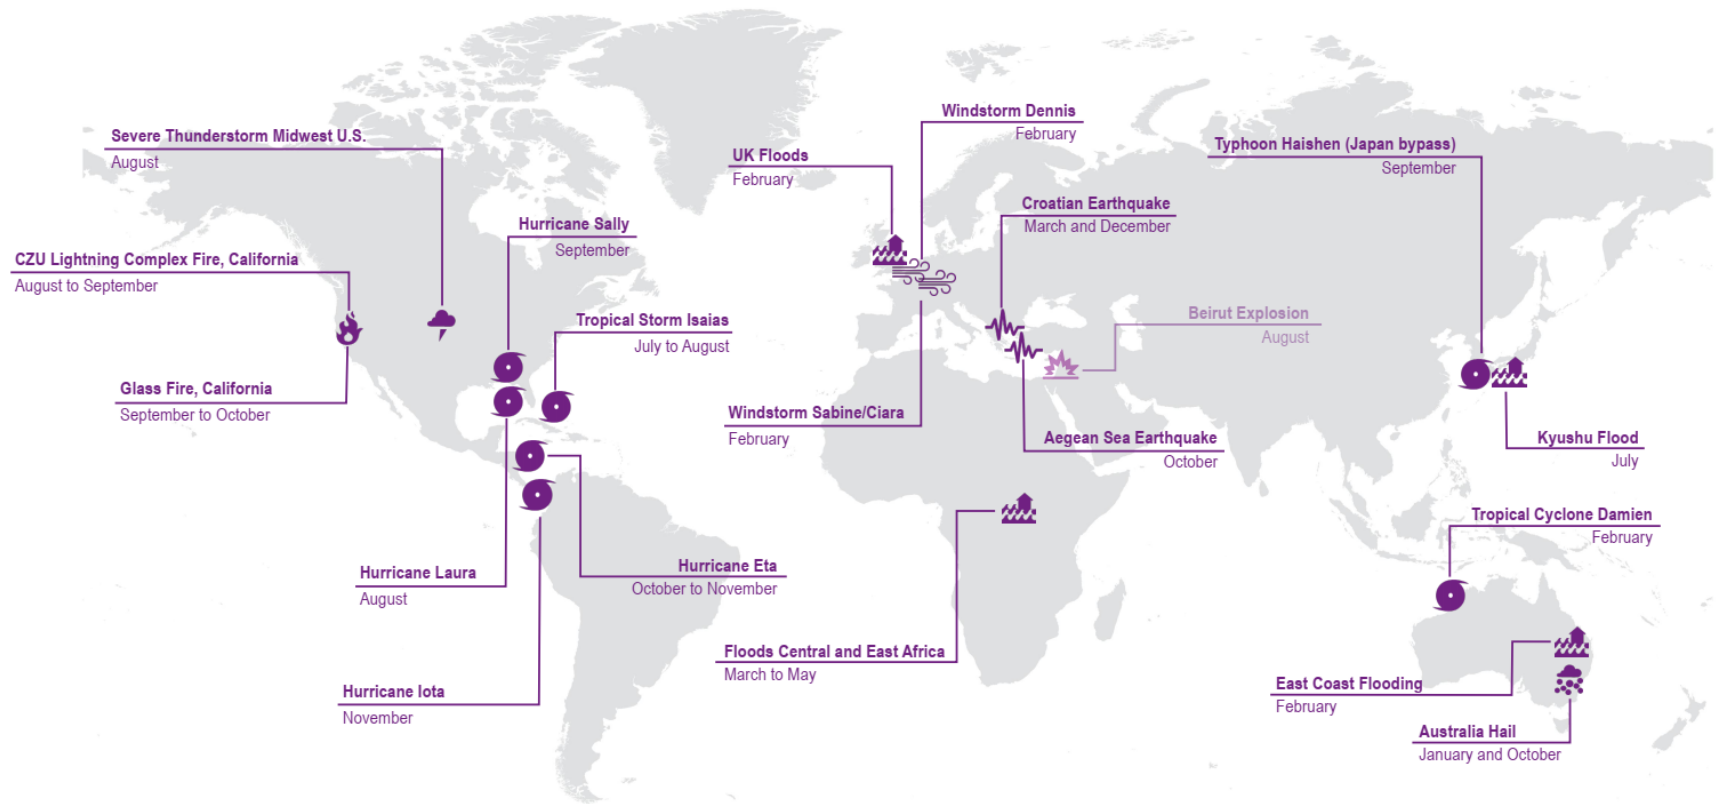 Severe Thunderstorm Midwest U.S.
August
CZU Lightning Complex Fire, California
August to September
Glass Fire, California
September to October
Hurricane Sally
September
Tropical Storm Isaias
July to August
Hurricane Laura
August
Hurricane Eta
October to November
Hurricane Iota
November
UK Floods
February
Windstorm Dennis
February
Croatian Earthquake
March and December
Beirut Explosion
August
Windstorm Sabine/Ciara
February
Aegean Sea Earthquake
October
Floods Central and East Africa
March to May
Typhoon Haishen (Japan bypass)
September
Kyushu Flood
July
Tropical Cyclone Damien
February
East Coast Flooding
February
Australia Hail
January and October